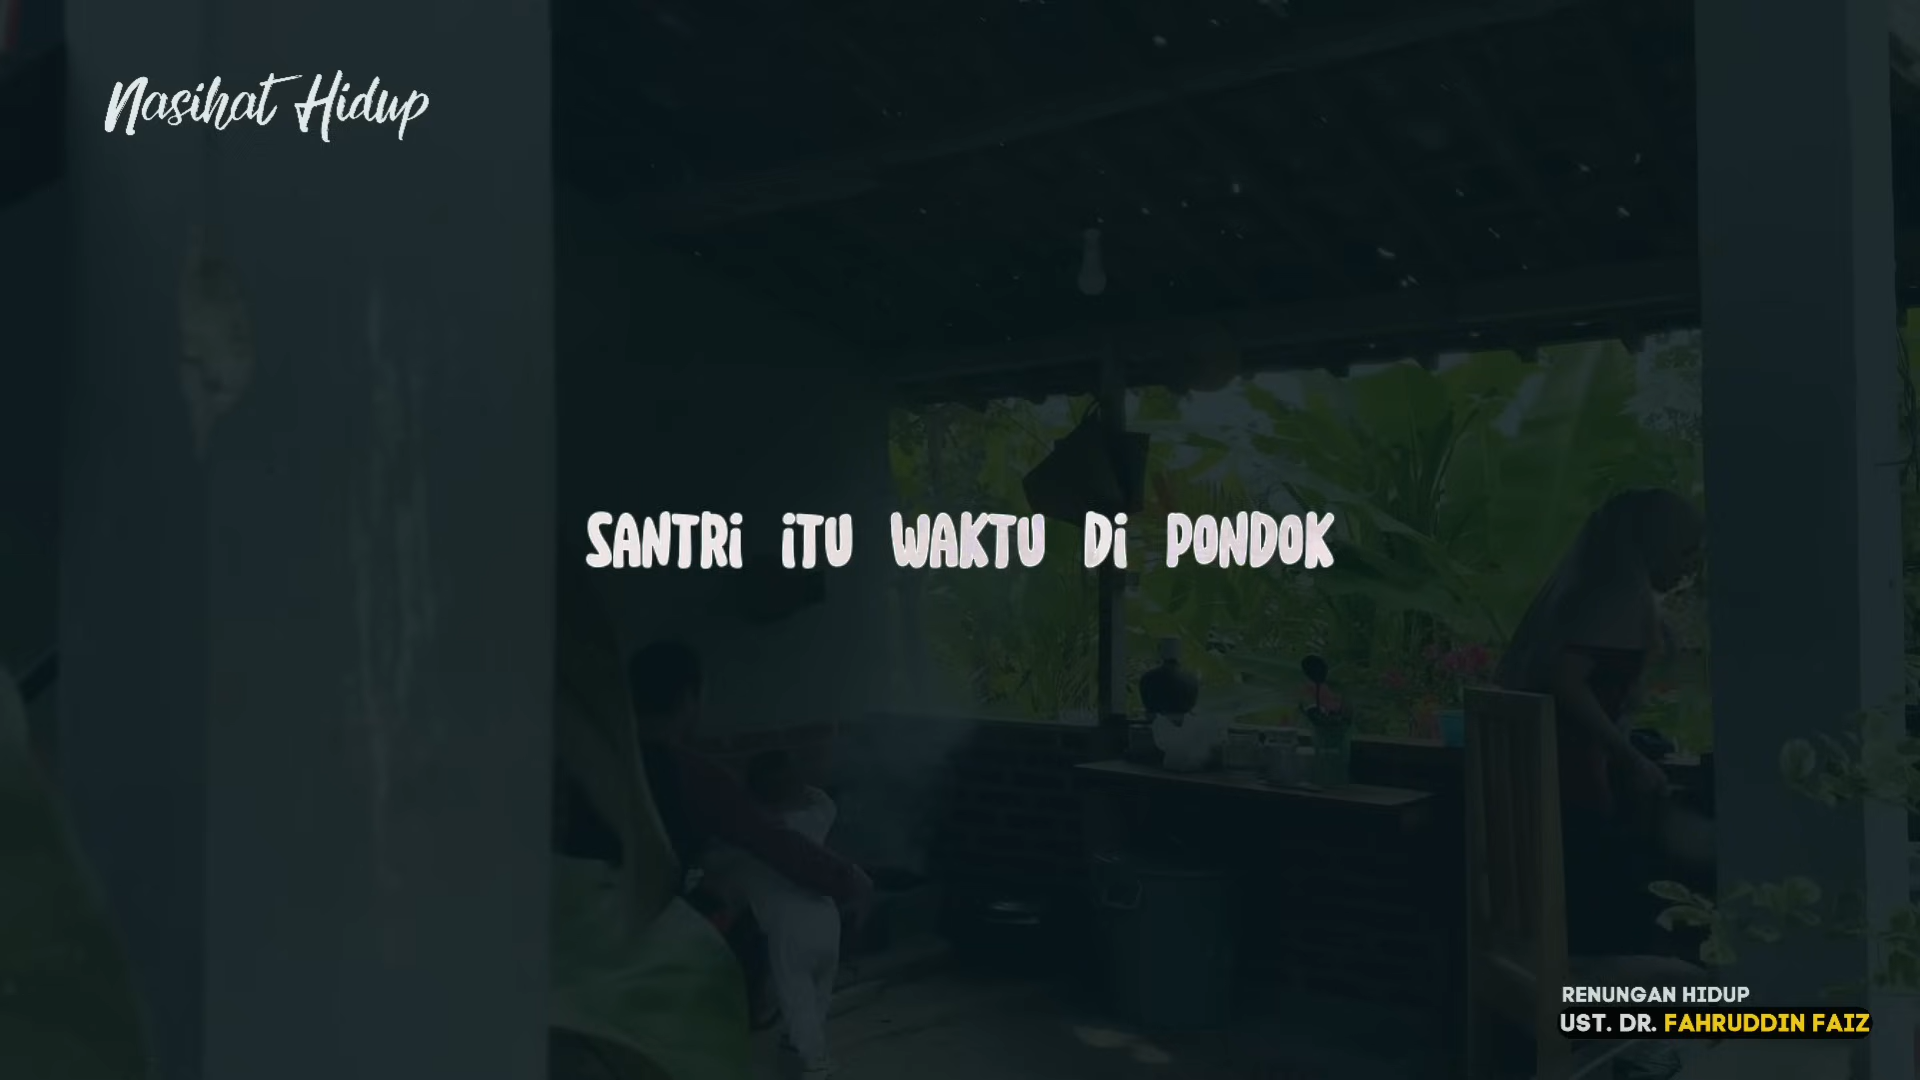 Nasihat Hidup
SANTRi iTU WAKTU Di PONDOK
RENUNGAN HIDUP
UST. DR. FAHRUDDIN FAIZ